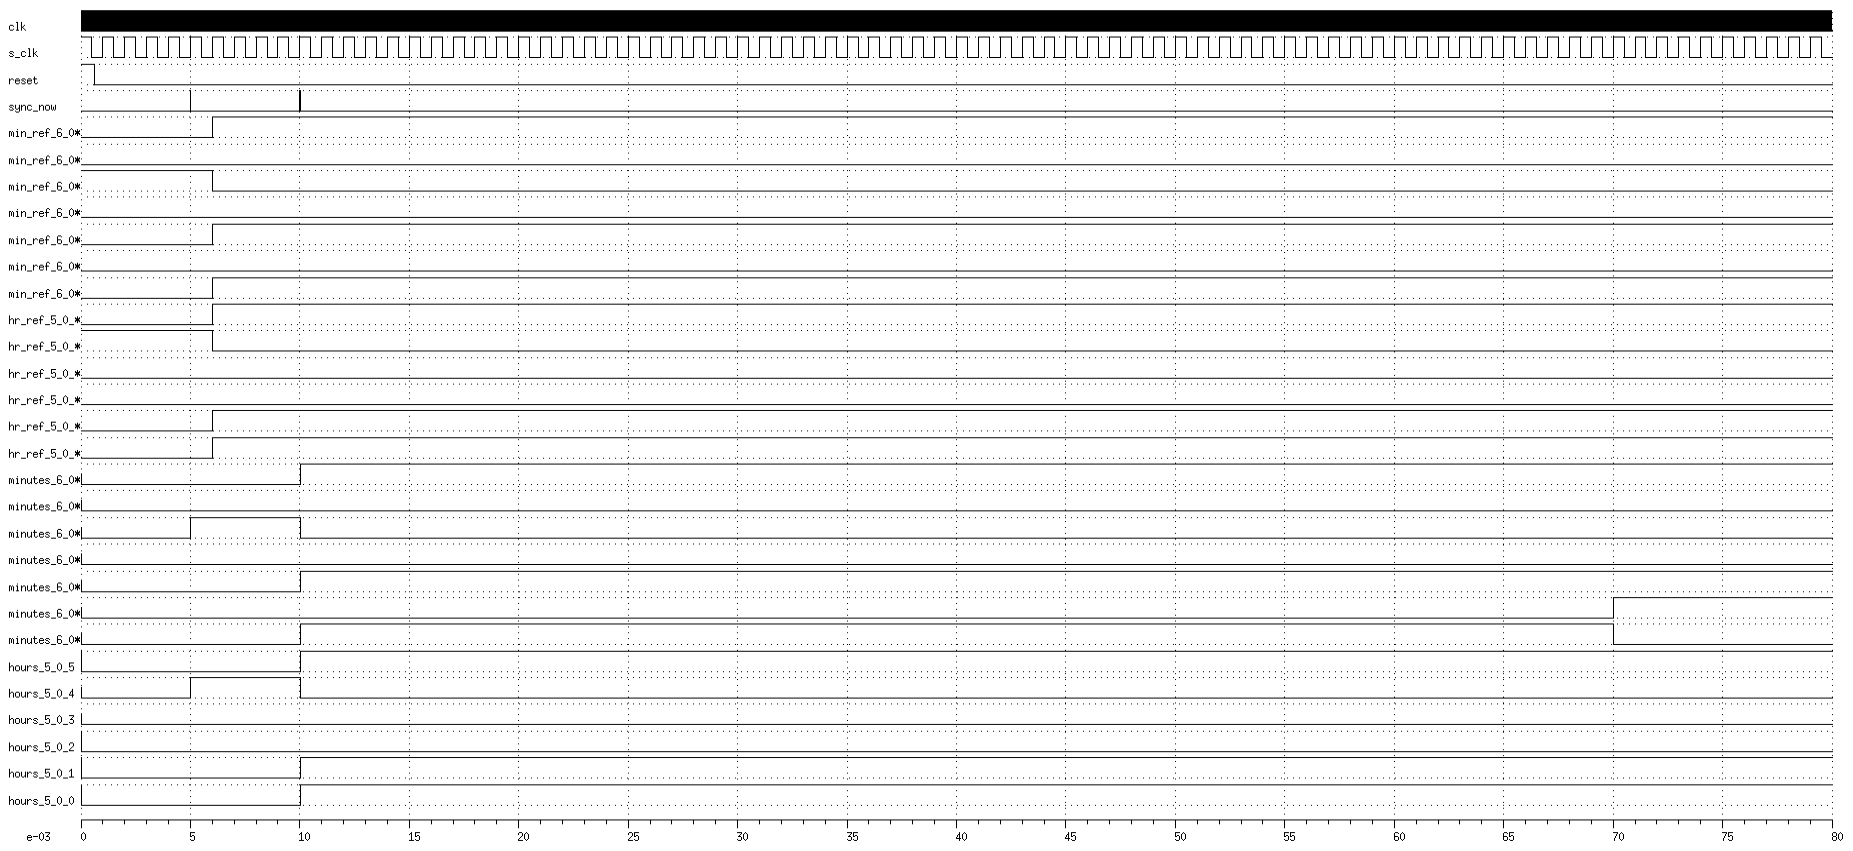 clk
s_clk
reset
sync_now
min_ref_6_0*
min_ref_6_0*
min_ref_6_0*
min_ref_6_0*
min_ref_6_0*
min_ref_6_0*
min_ref_6_0*
hr_ref_5_0_*
hr_ref_5_0_*
hr_ref_5_0_*
hr_ref_5_0_*
hr_ref_5_0_*
hr_ref_5_0_*
minutes_6_0*
minutes_6_0*
minutes_6_0*
minutes_6_0*
minutes_6_0*
minutes_6_0*
minutes_6_0*
hours_5_0_5
hours_5_0_4
hours_5_0_3
hours_5_0_2
hours_5_0_1
hours_5_0_0
e-03 0 5 10 15 20 25 30 35 40 45 50 55 60 65 70 75 80